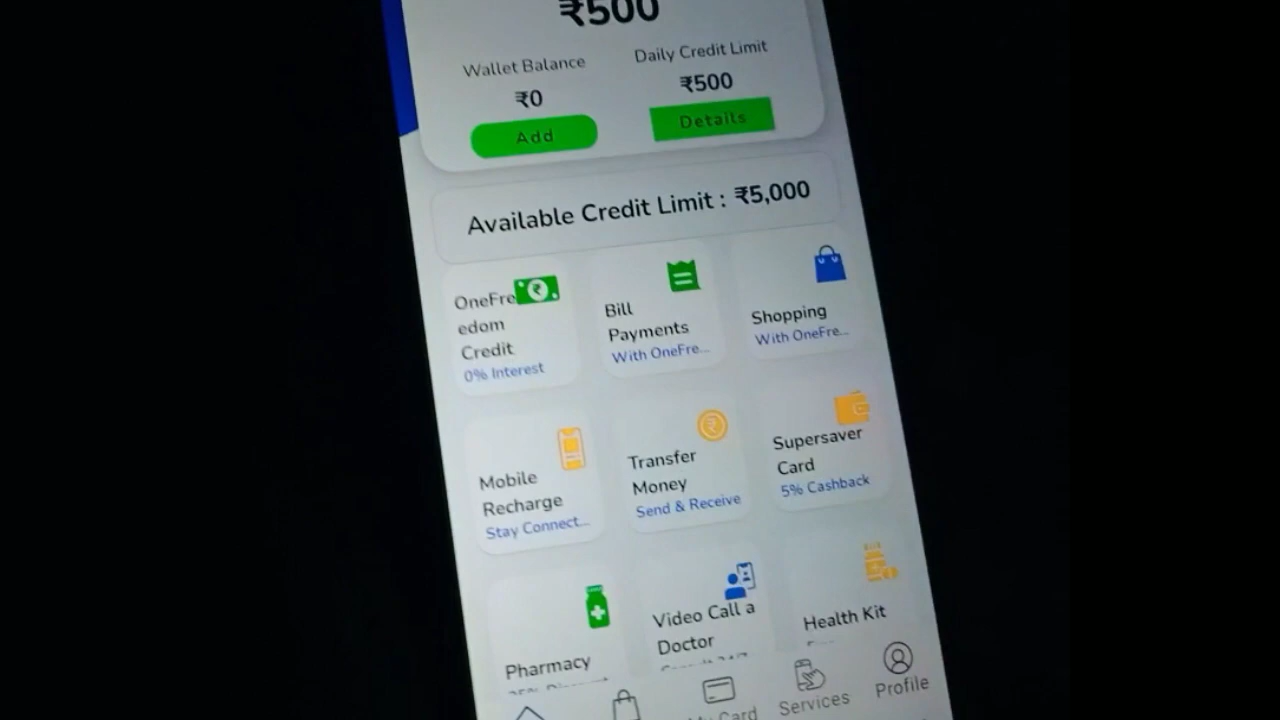 ₹500
Wallet Balance
Daily Credit Limit
₹0
₹500
Add
Details
Available Credit Limit : ₹5,000
OneFre
edom
Credit
0% Interest
Bill
Payments
With OneFre...
Shopping
With OneFre...
Mobile
Recharge
Stay Connect...
Transfer
Money
Send & Receive
Supersaver
Card
5% Cashback
Pharmacy
Video Call a
Doctor
Health Kit
My Card
Services
Profile